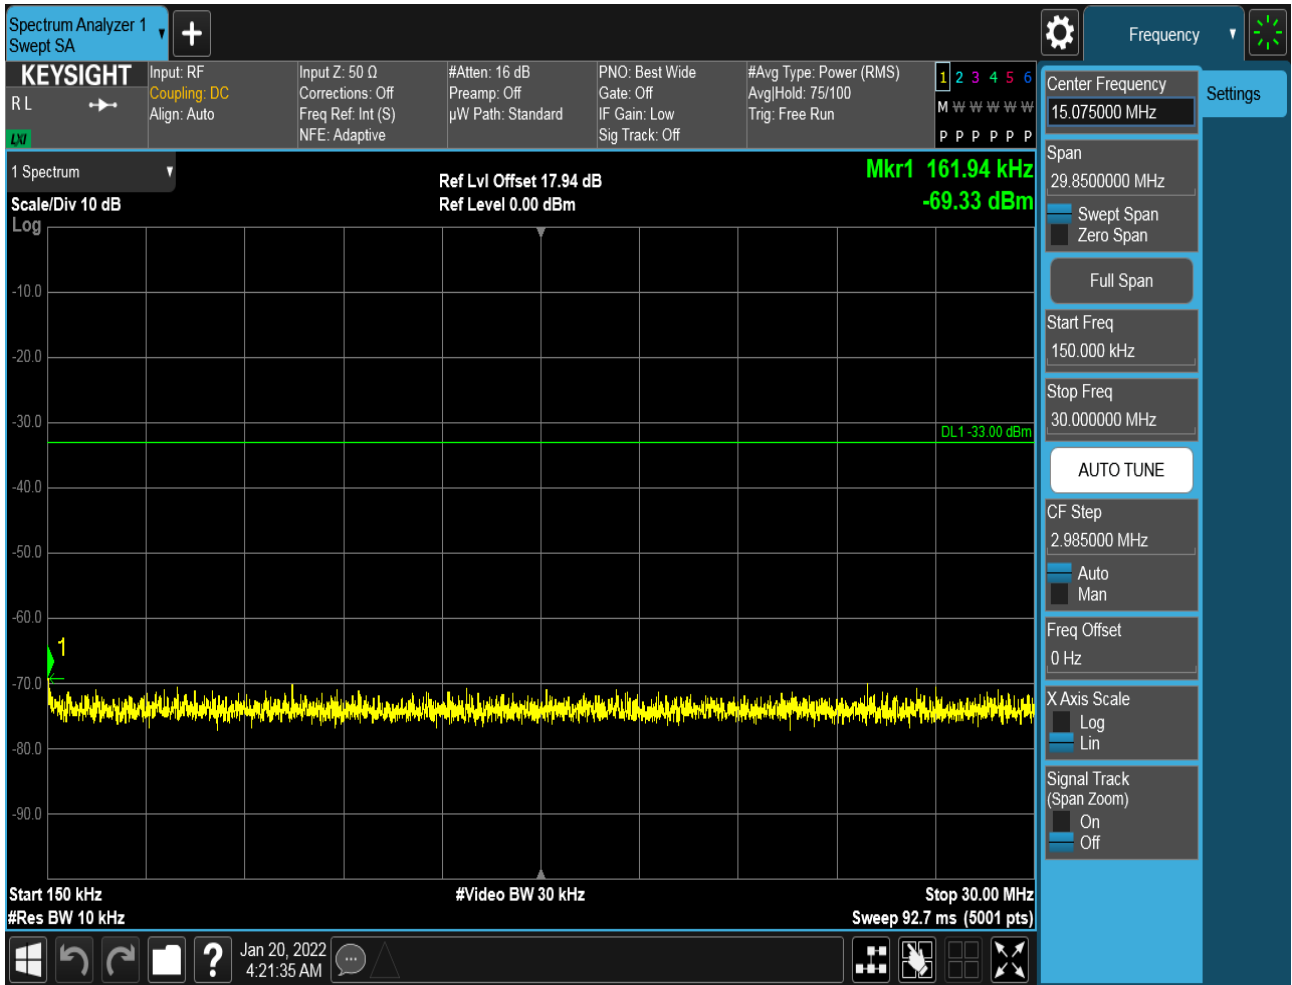 Spectrum Analyzer 1
Swept SA
Frequency
KEYSIGHT
R L
LXI
Input: RF
Coupling: DC
Align: Auto
Input Z: 50 Ω
Corrections: Off
Freq Ref: Int (S)
NFE: Adaptive
#Atten: 16 dB
Preamp: Off
µW Path: Standard
PNO: Best Wide
Gate: Off
IF Gain: Low
Sig Track: Off
#Avg Type: Power (RMS)
Avg|Hold: 75/100
Trig: Free Run
1 2 3 4 5 6
M W W W W W
P P P P P P
1 Spectrum
Scale/Div 10 dB
Log
Ref Lvl Offset 17.94 dB
Ref Level 0.00 dBm
Mkr1 161.94 kHz
-69.33 dBm
-10.0
-20.0
-30.0
DL1 -33.00 dBm
-40.0
-50.0
-60.0
1
-70.0
-80.0
-90.0
Start 150 kHz
#Res BW 10 kHz
#Video BW 30 kHz
Stop 30.00 MHz
Sweep 92.7 ms (5001 pts)
Center Frequency
15.075000 MHz
Settings
Span
29.8500000 MHz
Swept Span
Zero Span
Full Span
Start Freq
150.000 kHz
Stop Freq
30.000000 MHz
AUTO TUNE
CF Step
2.985000 MHz
Auto
Man
Freq Offset
0 Hz
X Axis Scale
Log
Lin
Signal Track
(Span Zoom)
On
Off
?
Jan 20, 2022
4:21:35 AM